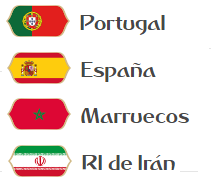 Portugal
España
Marruecos
RI de Irán